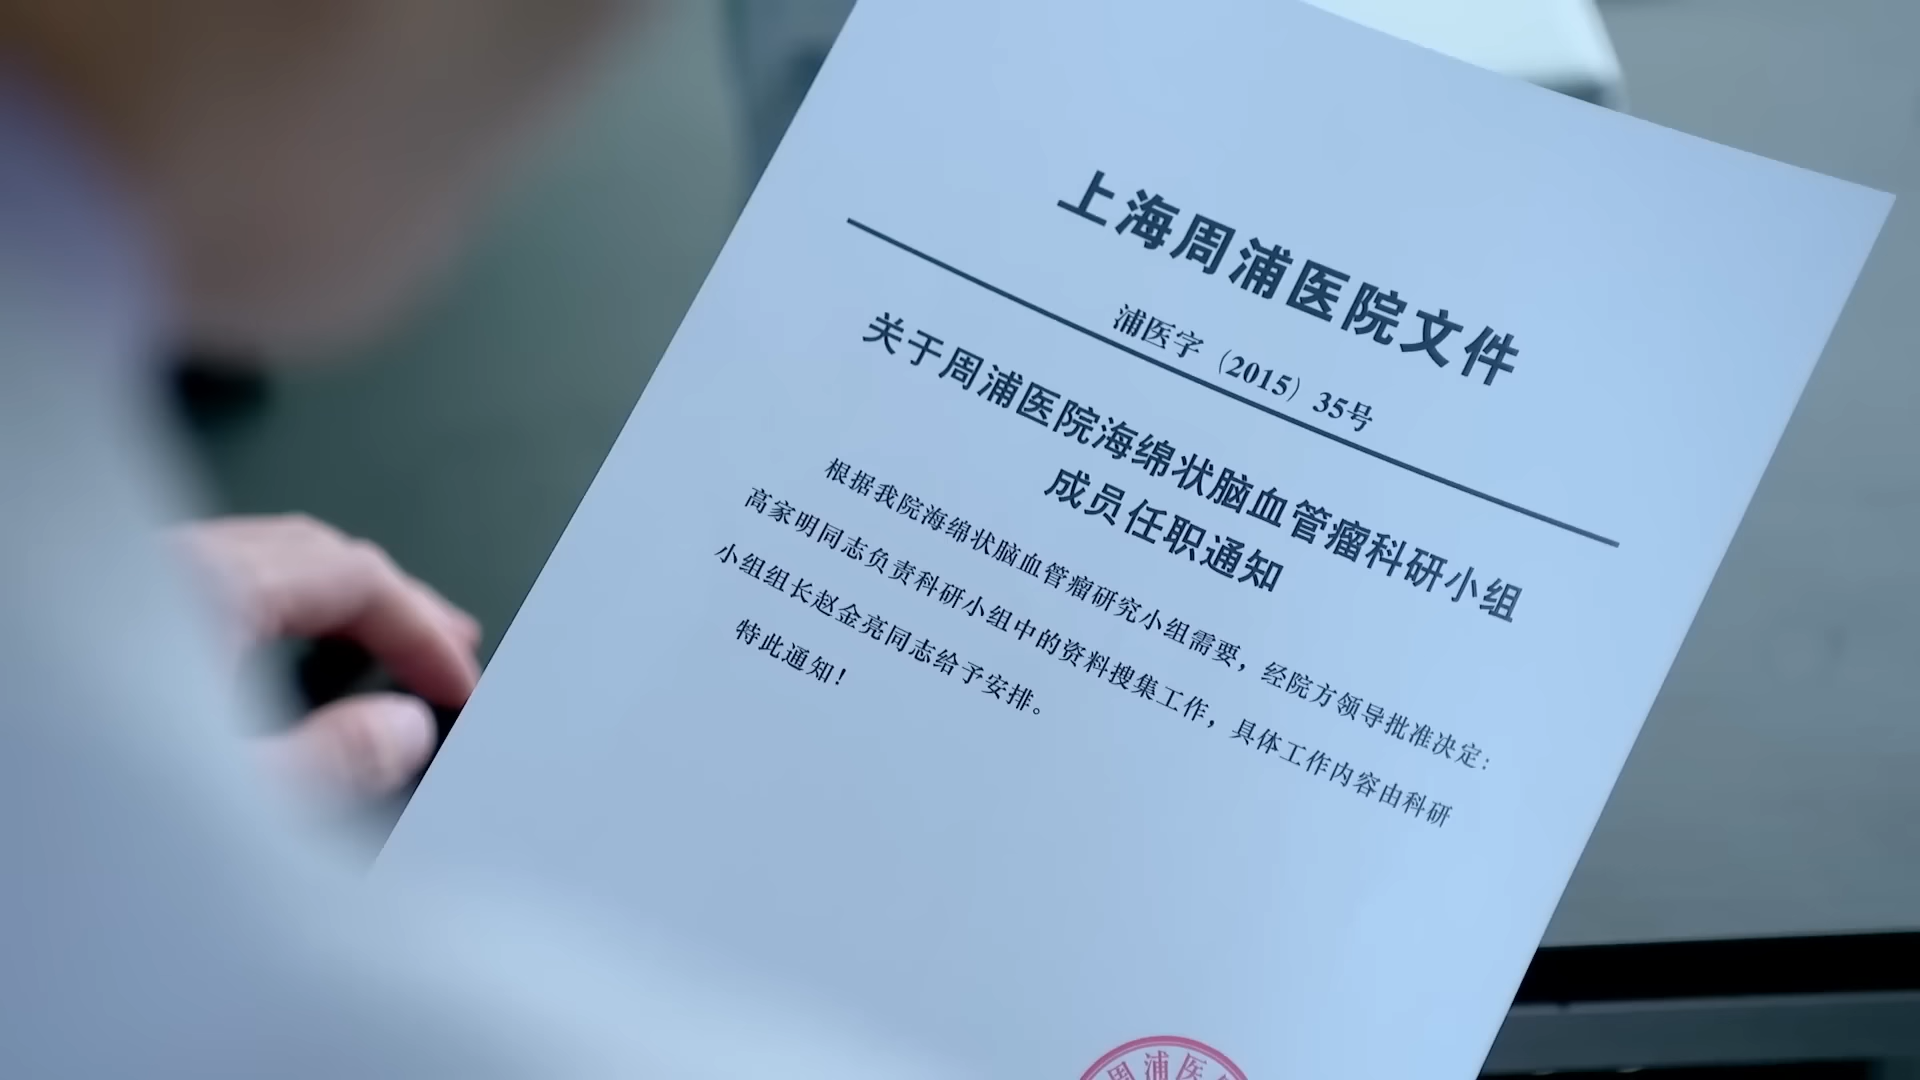 上海周浦医院文件
浦医字（2015）35号
关于周浦医院海绵状脑血管瘤科研小组
成员任职通知
根据我院海绵状脑血管瘤研究小组需要，经院方领导批准决定：
高家明同志负责科研小组中的资料搜集工作，具体工作内容由科研
小组组长赵金亮同志给予安排。
特此通知！
周浦医